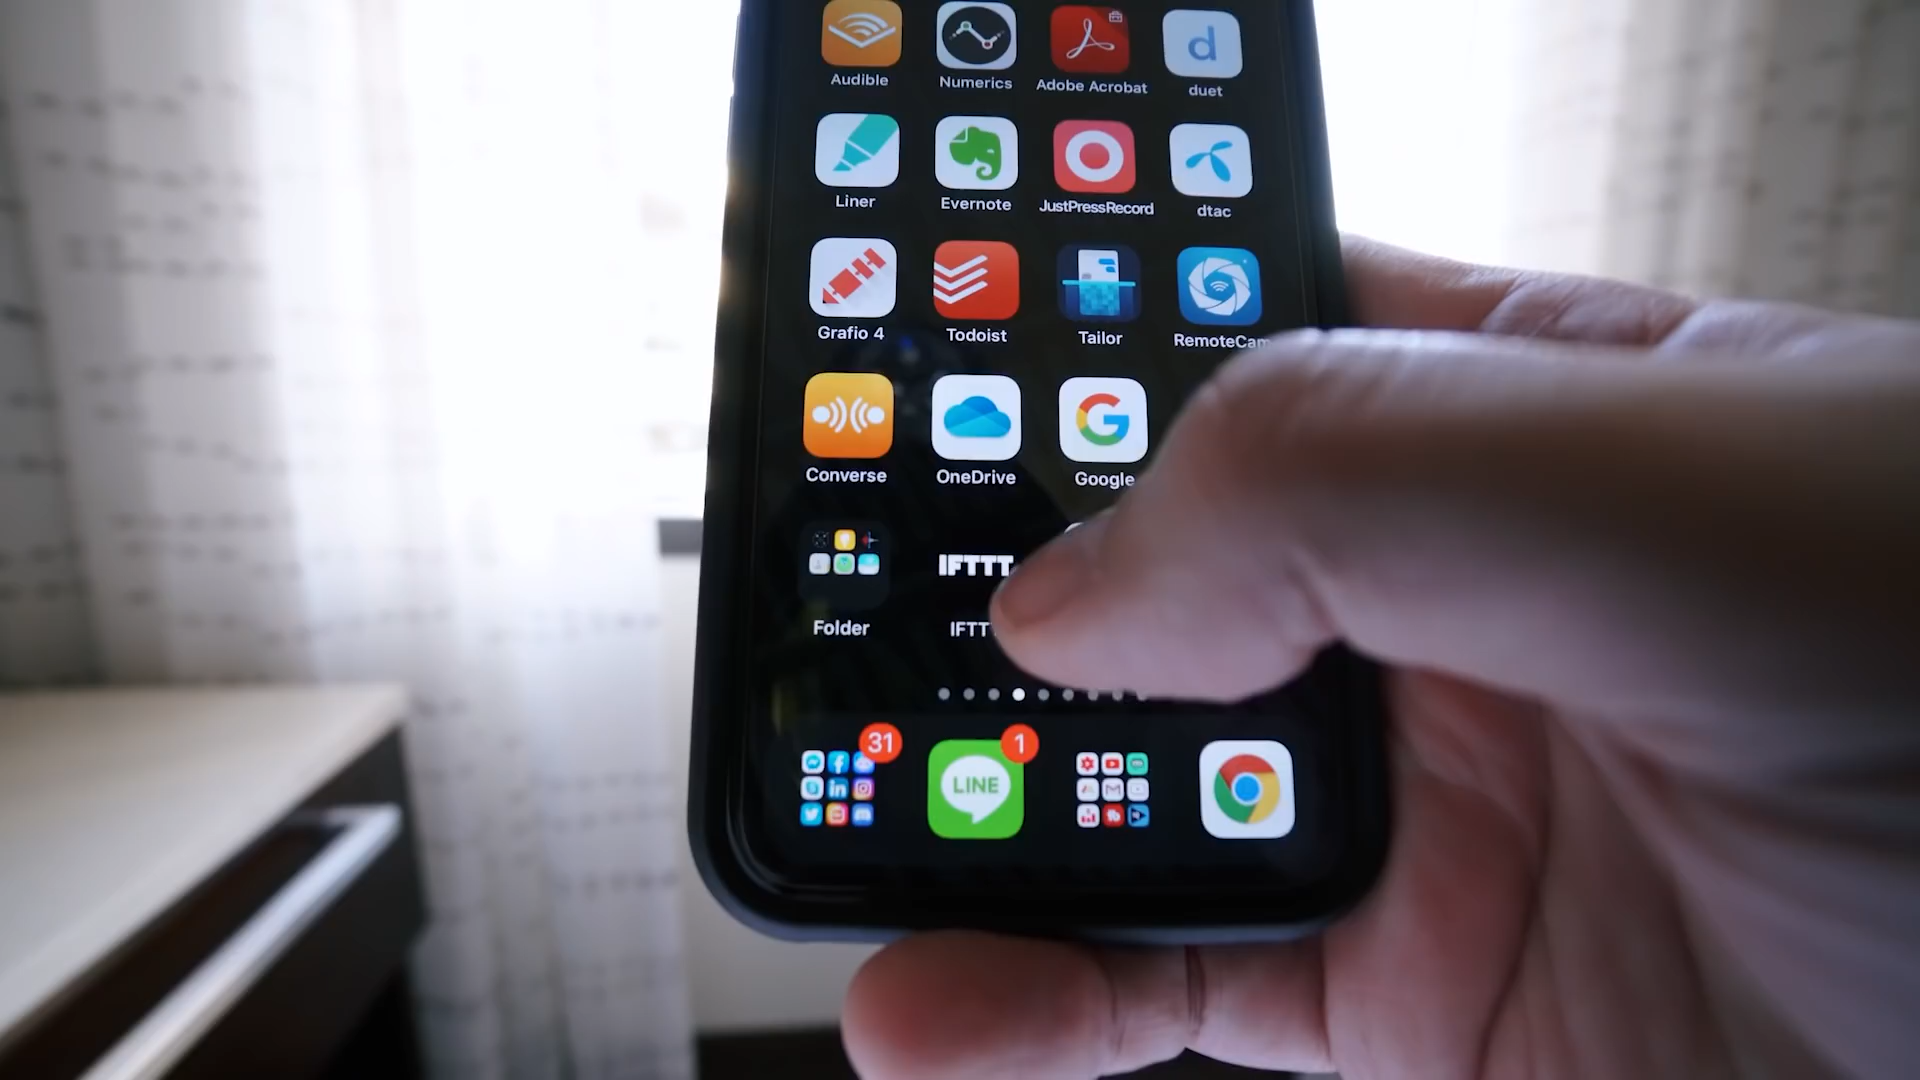 Audible Numerics Adobe Acrobat duet
d
Liner Evernote JustPressRecord dtac
Grafio 4 Todoist Tailor RemoteCam
Converse OneDrive Google
G
IFTTT
Folder IFTT
31 1
LINE